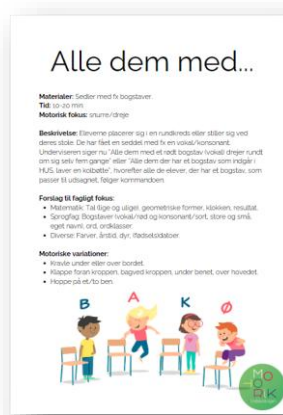 Alle dem med...
Materialer: Sedler med fx bogstaver.
Tid: 10-20 min
Motorisk fokus: snurre/dreje
Beskrivelse: Eleverne placerer sig i en rundkreds eller stiller sig ved
deres stole. De har fået en seddel med fx en vokal/konsonant.
Underviseren siger nu "Alle dem med et rødt bogstav (vokal) drejer rundt
om sig selv fem gange" eller "Alle dem der har et bogstav som indgår i
HUS, laver en kolbøtte", hvorefter alle de elever, der har et bogstav, som
passer til udsagnet, følger kommandoen.
Forslag til fagligt fokus:
Matematik: Tal (lige og ulige), geometriske former, klokken, resultat.
Sprogfag: Bogstaver (vokal/rød og konsonant/sort, store og små,
eget navn), ord, ordklasser.
Diverse: Farver, årstid, dyr, fødselsdatoer.
Motoriske variationer:
Kravle under eller over bordet.
Klappe foran kroppen, bagved kroppen, under benet, over hovedet.
Hoppe på et/to ben.
B A K Ø
MO
TO
RIK